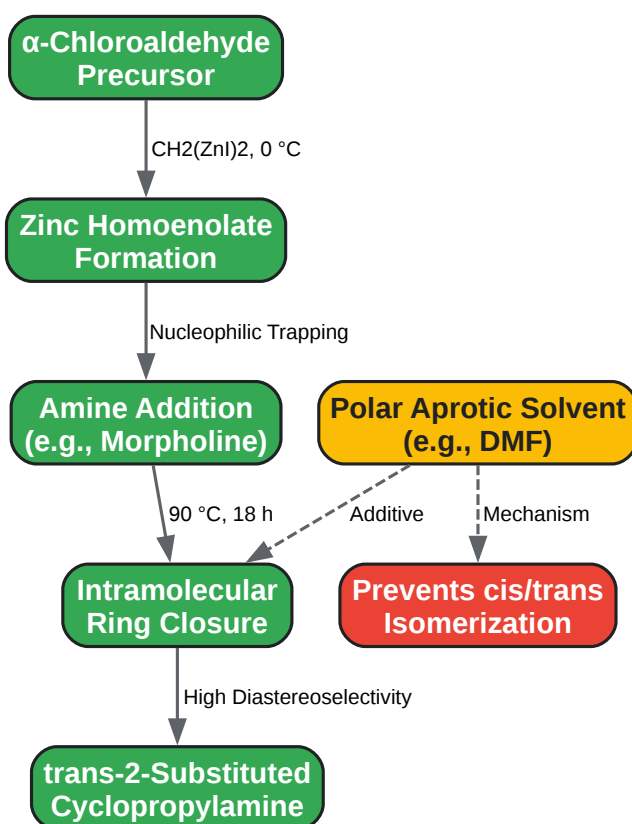 α-Chloroaldehyde
Precursor
CH2(ZnI)2, 0 °C
Zinc Homoenolate
Formation
Nucleophilic Trapping
Amine Addition
(e.g., Morpholine)
Polar Aprotic Solvent
(e.g., DMF)
90 °C, 18 h
Additive
Mechanism
Intramolecular
Ring Closure
Prevents cis/trans
Isomerization
High Diastereoselectivity
trans-2-Substituted
Cyclopropylamine